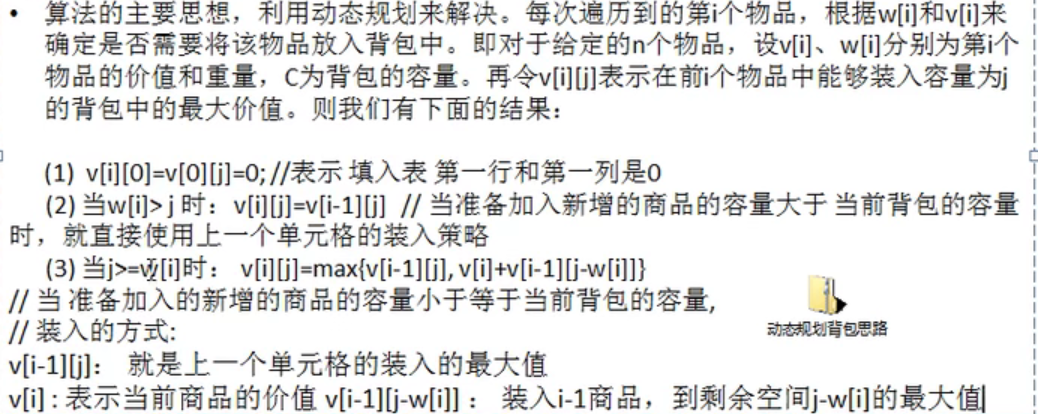 • 算法的主要思想，利用动态规划来解决。每次遍历到的第i个物品，根据w[i]和v[i]来
确定是否需要将该物品放入背包中。即对于给定的n个物品，设v[i]、w[i]分别为第i个
物品的价值和重量，C为背包的容量。再令v[i][j]表示在前i个物品中能够装入容量为j
的背包中的最大价值。则我们有下面的结果：
(1) v[i][0]=v[0][j]=0; //表示 填入表 第一行和第一列是0
(2) 当w[i]> j 时：v[i][j]=v[i-1][j] // 当准备加入新增的商品的容量大于 当前背包的容量
时，就直接使用上一个单元格的装入策略
(3) 当j>=w[i]时： v[i][j]=max{v[i-1][j], v[i]+v[i-1][j-w[i]]}
// 当 准备加入的新增的商品的容量小于等于当前背包的容量,
// 装入的方式:
v[i-1][j]： 就是上一个单元格的装入的最大值
v[i] : 表示当前商品的价值 v[i-1][j-w[i]] ： 装入i-1商品，到剩余空间j-w[i]的最大值
动态规划背包思路